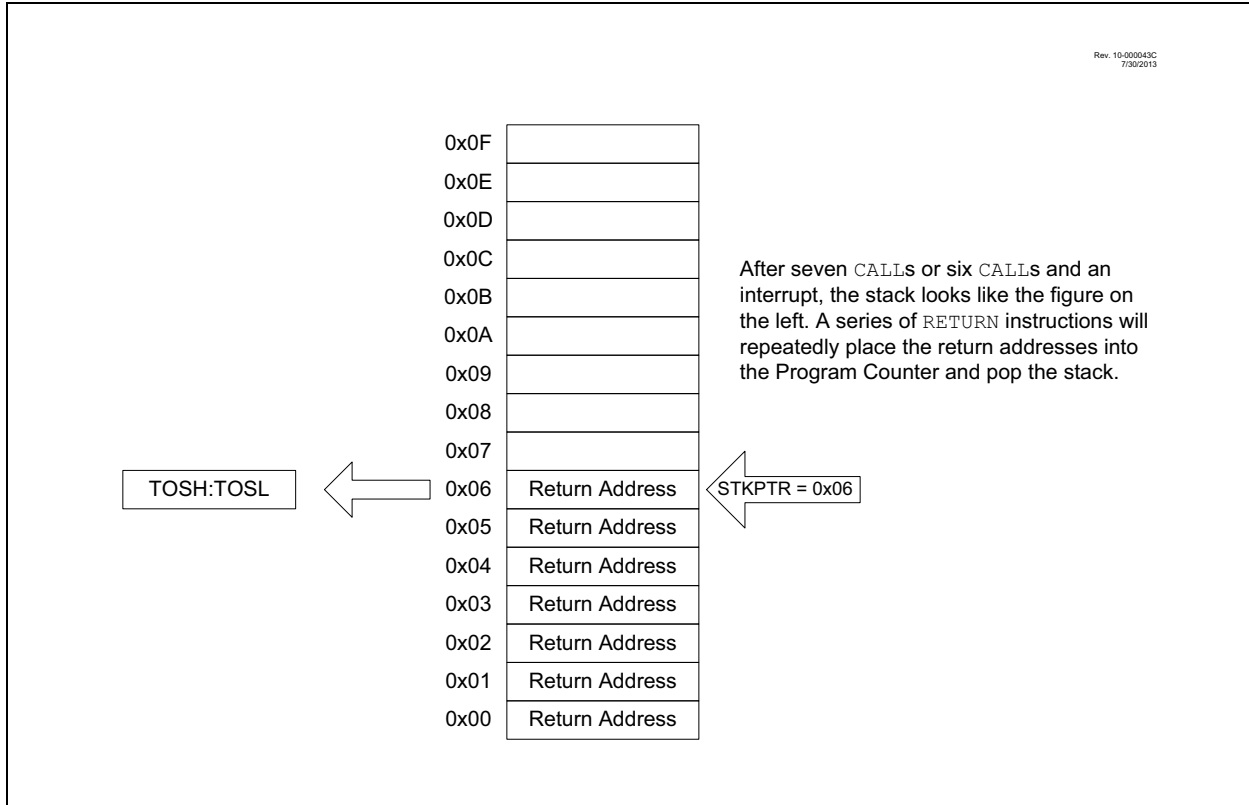 Rev. 10-000043C
7/30/2013
0x0F
0x0E
0x0D
0x0C
0x0B
0x0A
0x09
0x08
0x07
After seven CALLs or six CALLs and an
interrupt, the stack looks like the figure on
the left. A series of RETURN instructions will
repeatedly place the return addresses into
the Program Counter and pop the stack.
TOSH:TOSL
0x06 Return Address
STKPTR = 0x06
0x05 Return Address
0x04 Return Address
0x03 Return Address
0x02 Return Address
0x01 Return Address
0x00 Return Address